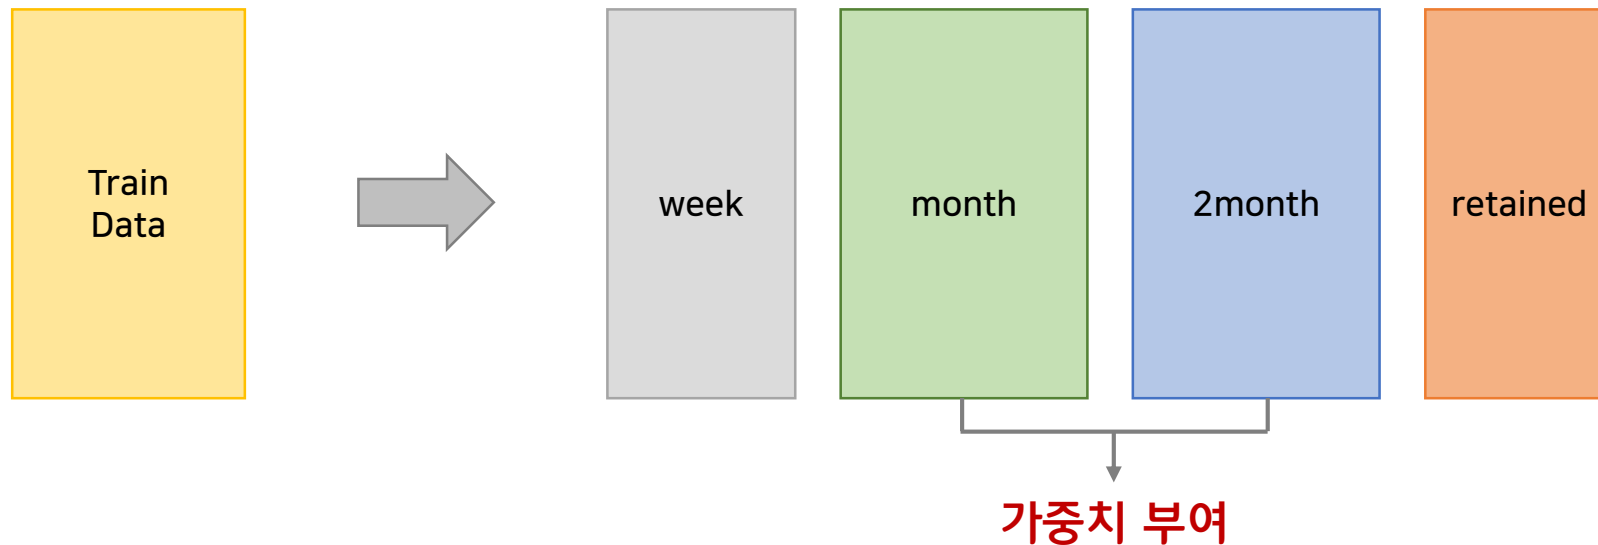 Train
Data
week
month
2month
retained
가중치 부여